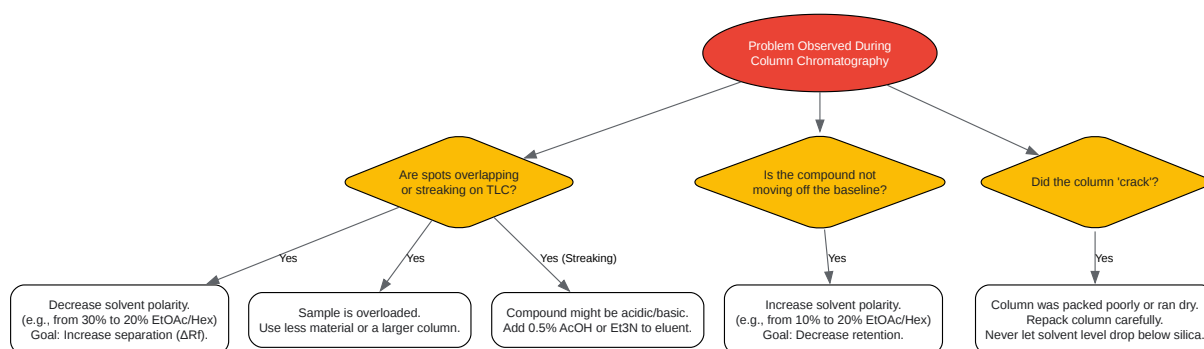 Problem Observed During
Column Chromatography
Are spots overlapping
or streaking on TLC?
Is the compound not
moving off the baseline?
Did the column 'crack'?
Yes
Yes
Yes (Streaking)
Yes
Yes
Decrease solvent polarity.
(e.g., from 30% to 20% EtOAc/Hex)
Goal: Increase separation (ΔRf).
Sample is overloaded.
Use less material or a larger column.
Compound might be acidic/basic.
Add 0.5% AcOH or Et3N to eluent.
Increase solvent polarity.
(e.g., from 10% to 20% EtOAc/Hex)
Goal: Decrease retention.
Column was packed poorly or ran dry.
Repack column carefully.
Never let solvent level drop below silica.